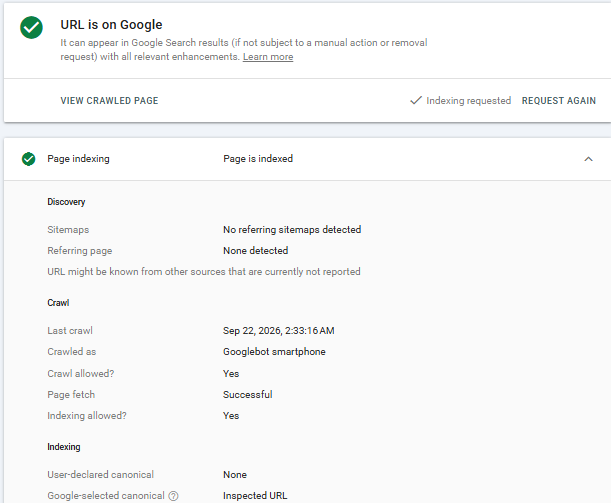 URL is on Google
It can appear in Google Search results (if not subject to a manual action or removal
request) with all relevant enhancements. Learn more
VIEW CRAWLED PAGE Indexing requested REQUEST AGAIN
Page indexing Page is indexed
Discovery
Sitemaps No referring sitemaps detected
Referring page None detected
URL might be known from other sources that are currently not reported
Crawl
Last crawl Sep 22, 2026, 2:33:16 AM
Crawled as Googlebot smartphone
Crawl allowed? Yes
Page fetch Successful
Indexing allowed? Yes
Indexing
User-declared canonical None
Google-selected canonical Inspected URL